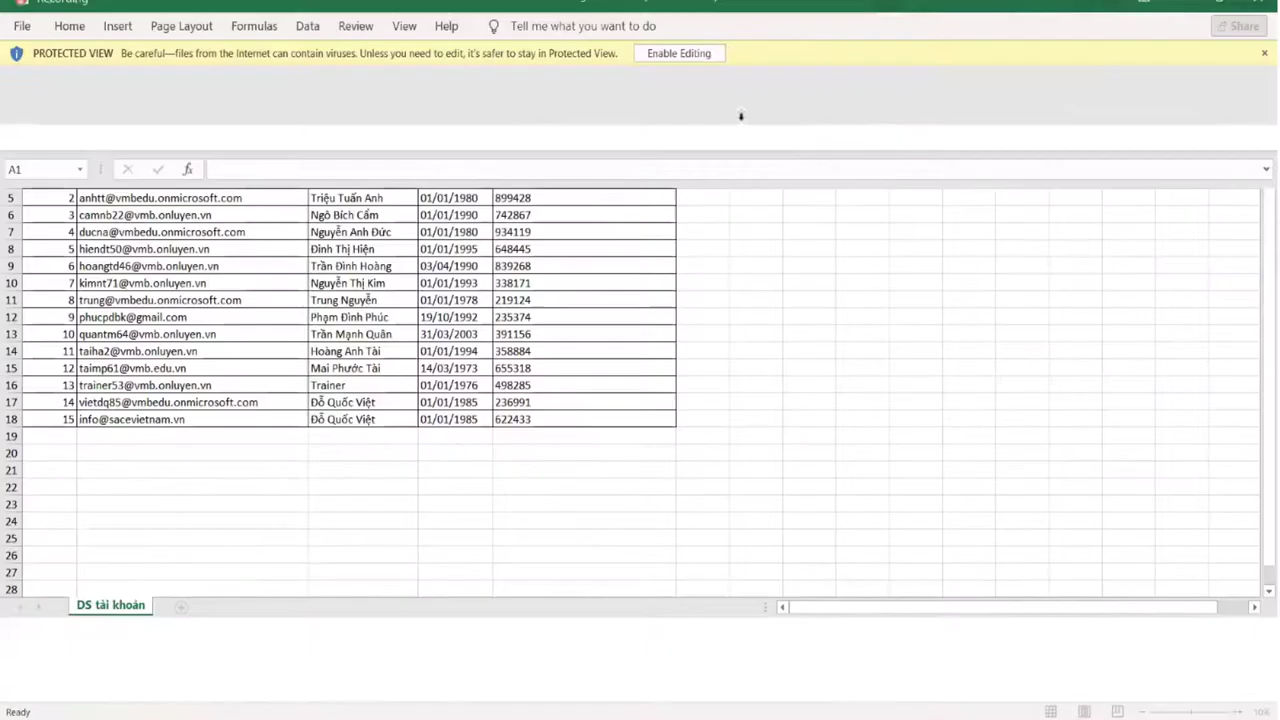 File Home Insert Page Layout Formulas Data Review View Help Tell me what you want to do Share
PROTECTED VIEW Be careful—files from the Internet can contain viruses. Unless you need to edit, it's safer to stay in Protected View. Enable Editing
A1 fx
5 2 anhtt@vmbedu.onmicrosoft.com Triệu Tuấn Anh 01/01/1980 899428
6 3 camnb22@vmb.onluyen.vn Ngô Bích Cẩm 01/01/1990 742867
7 4 ducna@vmbedu.onmicrosoft.com Nguyễn Anh Đức 01/01/1980 934119
8 5 hiendt50@vmb.onluyen.vn Đinh Thị Hiện 01/01/1995 648445
9 6 hoangtd46@vmb.onluyen.vn Trần Đình Hoàng 03/04/1990 839268
10 7 kimnt71@vmb.onluyen.vn Nguyễn Thị Kim 01/01/1993 338171
11 8 trung@vmbedu.onmicrosoft.com Trung Nguyễn 01/01/1978 219124
12 9 phucpdbk@gmail.com Phạm Đình Phúc 19/10/1992 235374
13 10 quantm64@vmb.onluyen.vn Trần Mạnh Quân 31/03/2003 391156
14 11 taiha2@vmb.onluyen.vn Hoàng Anh Tài 01/01/1994 358884
15 12 taimp61@vmb.edu.vn Mai Phước Tài 14/03/1973 655318
16 13 trainer53@vmb.onluyen.vn Trainer 01/01/1976 498285
17 14 vietdq85@vmbedu.onmicrosoft.com Đỗ Quốc Việt 01/01/1985 236991
18 15 info@sacevietnam.vn Đỗ Quốc Việt 01/01/1985 622433
19
20
21
22
23
24
25
26
27
28
DS tài khoản
Ready 10%